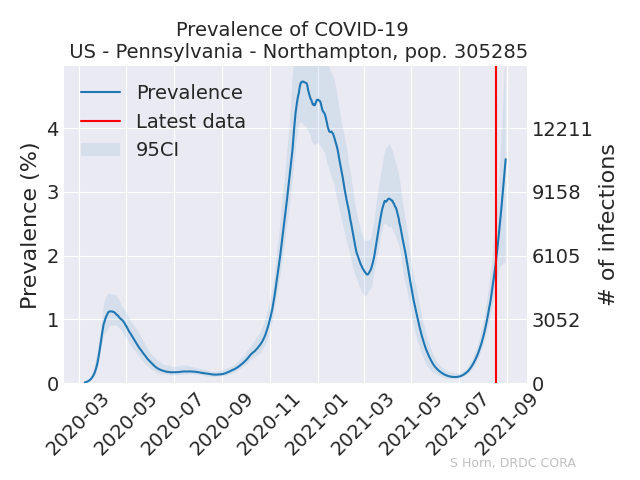 Prevalence of COVID-19
US - Pennsylvania - Northampton, pop. 305285
Prevalence
Latest data
95CI
Prevalence (%)
4
3
2
1
0
12211
9158
6105
3052
0
# of infections
2020-03
2020-05
2020-07
2020-09
2020-11
2021-01
2021-03
2021-05
2021-07
2021-09
S Horn, DRDC CORA